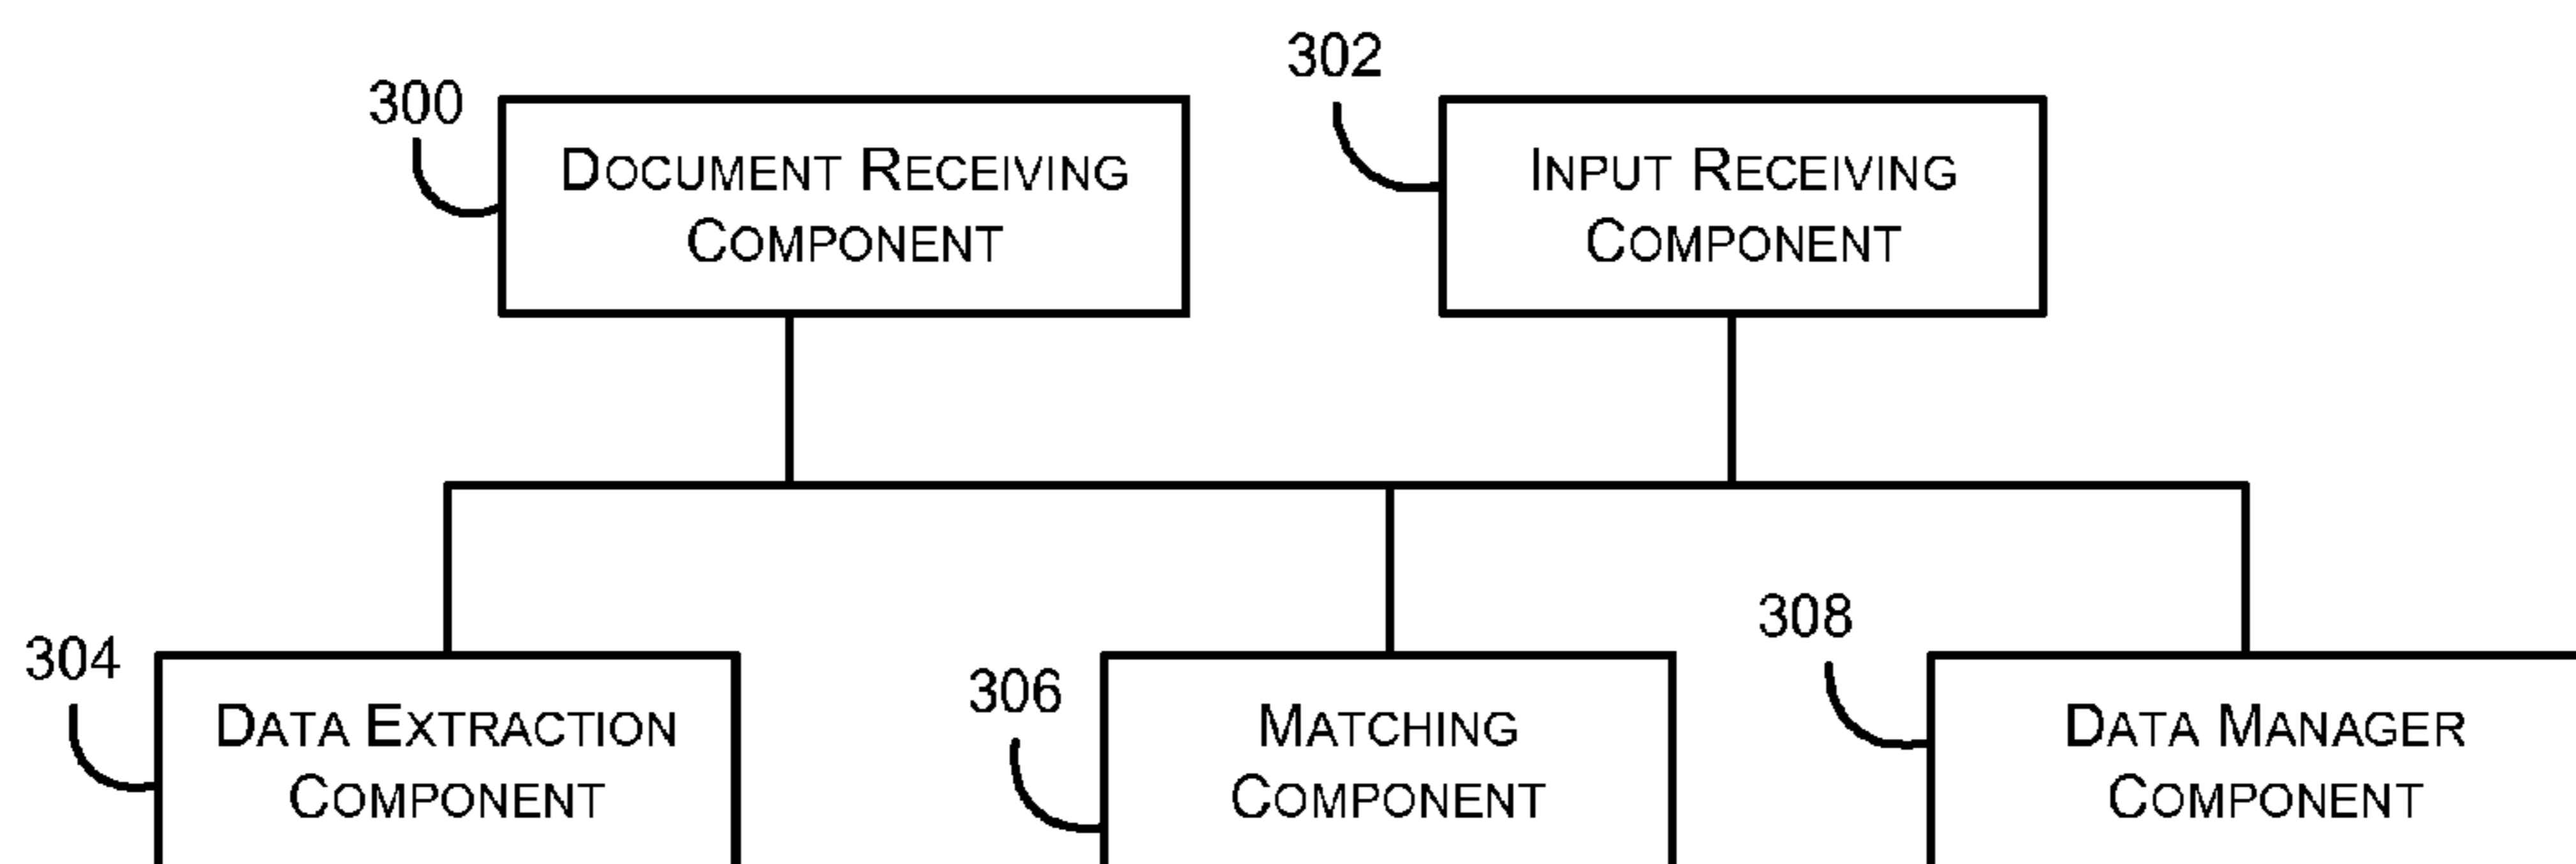 302
300
DOCUMENT RECEIVING
COMPONENT
INPUT RECEIVING
COMPONENT
304
DATA EXTRACTION
COMPONENT
306
MATCHING
COMPONENT
308
DATA MANAGER
COMPONENT